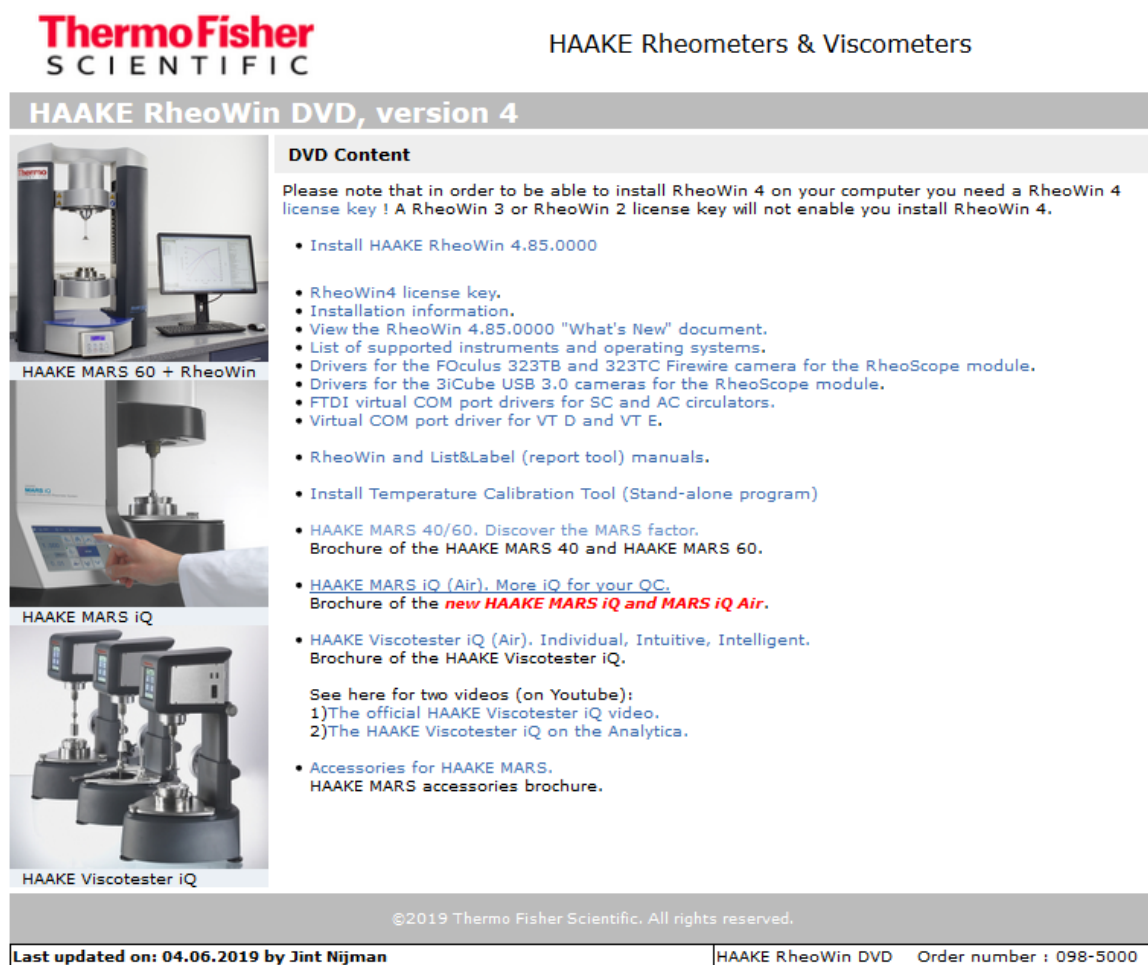 ThermoFisher
SCIENTIFIC
HAAKE Rheometers & Viscometers
HAAKE RheoWin DVD, version 4
Thermo
HAAKE MARS 60 + RheoWin
MARS iQ
HAAKE MARS iQ
HAAKE Viscotester iQ
DVD Content
Please note that in order to be able to install RheoWin 4 on your computer you need a RheoWin 4
license key ! A RheoWin 3 or RheoWin 2 license key will not enable you install RheoWin 4.
• Install HAAKE RheoWin 4.85.0000
• RheoWin4 license key.
• Installation information.
• View the RheoWin 4.85.0000 "What's New" document.
• List of supported instruments and operating systems.
• Drivers for the FOculus 323TB and 323TC Firewire camera for the RheoScope module.
• Drivers for the 3iCube USB 3.0 cameras for the RheoScope module.
• FTDI virtual COM port drivers for SC and AC circulators.
• Virtual COM port driver for VT D and VT E.
• RheoWin and List&Label (report tool) manuals.
• Install Temperature Calibration Tool (Stand-alone program)
• HAAKE MARS 40/60. Discover the MARS factor.
Brochure of the HAAKE MARS 40 and HAAKE MARS 60.
• HAAKE MARS iQ (Air). More iQ for your QC.
Brochure of the new HAAKE MARS iQ and MARS iQ Air.
• HAAKE Viscotester iQ (Air). Individual, Intuitive, Intelligent.
Brochure of the HAAKE Viscotester iQ.
See here for two videos (on Youtube):
1)The official HAAKE Viscotester iQ video.
2)The HAAKE Viscotester iQ on the Analytica.
• Accessories for HAAKE MARS.
HAAKE MARS accessories brochure.
©2019 Thermo Fisher Scientific. All rights reserved.
Last updated on: 04.06.2019 by Jint Nijman
HAAKE RheoWin DVD Order number : 098-5000